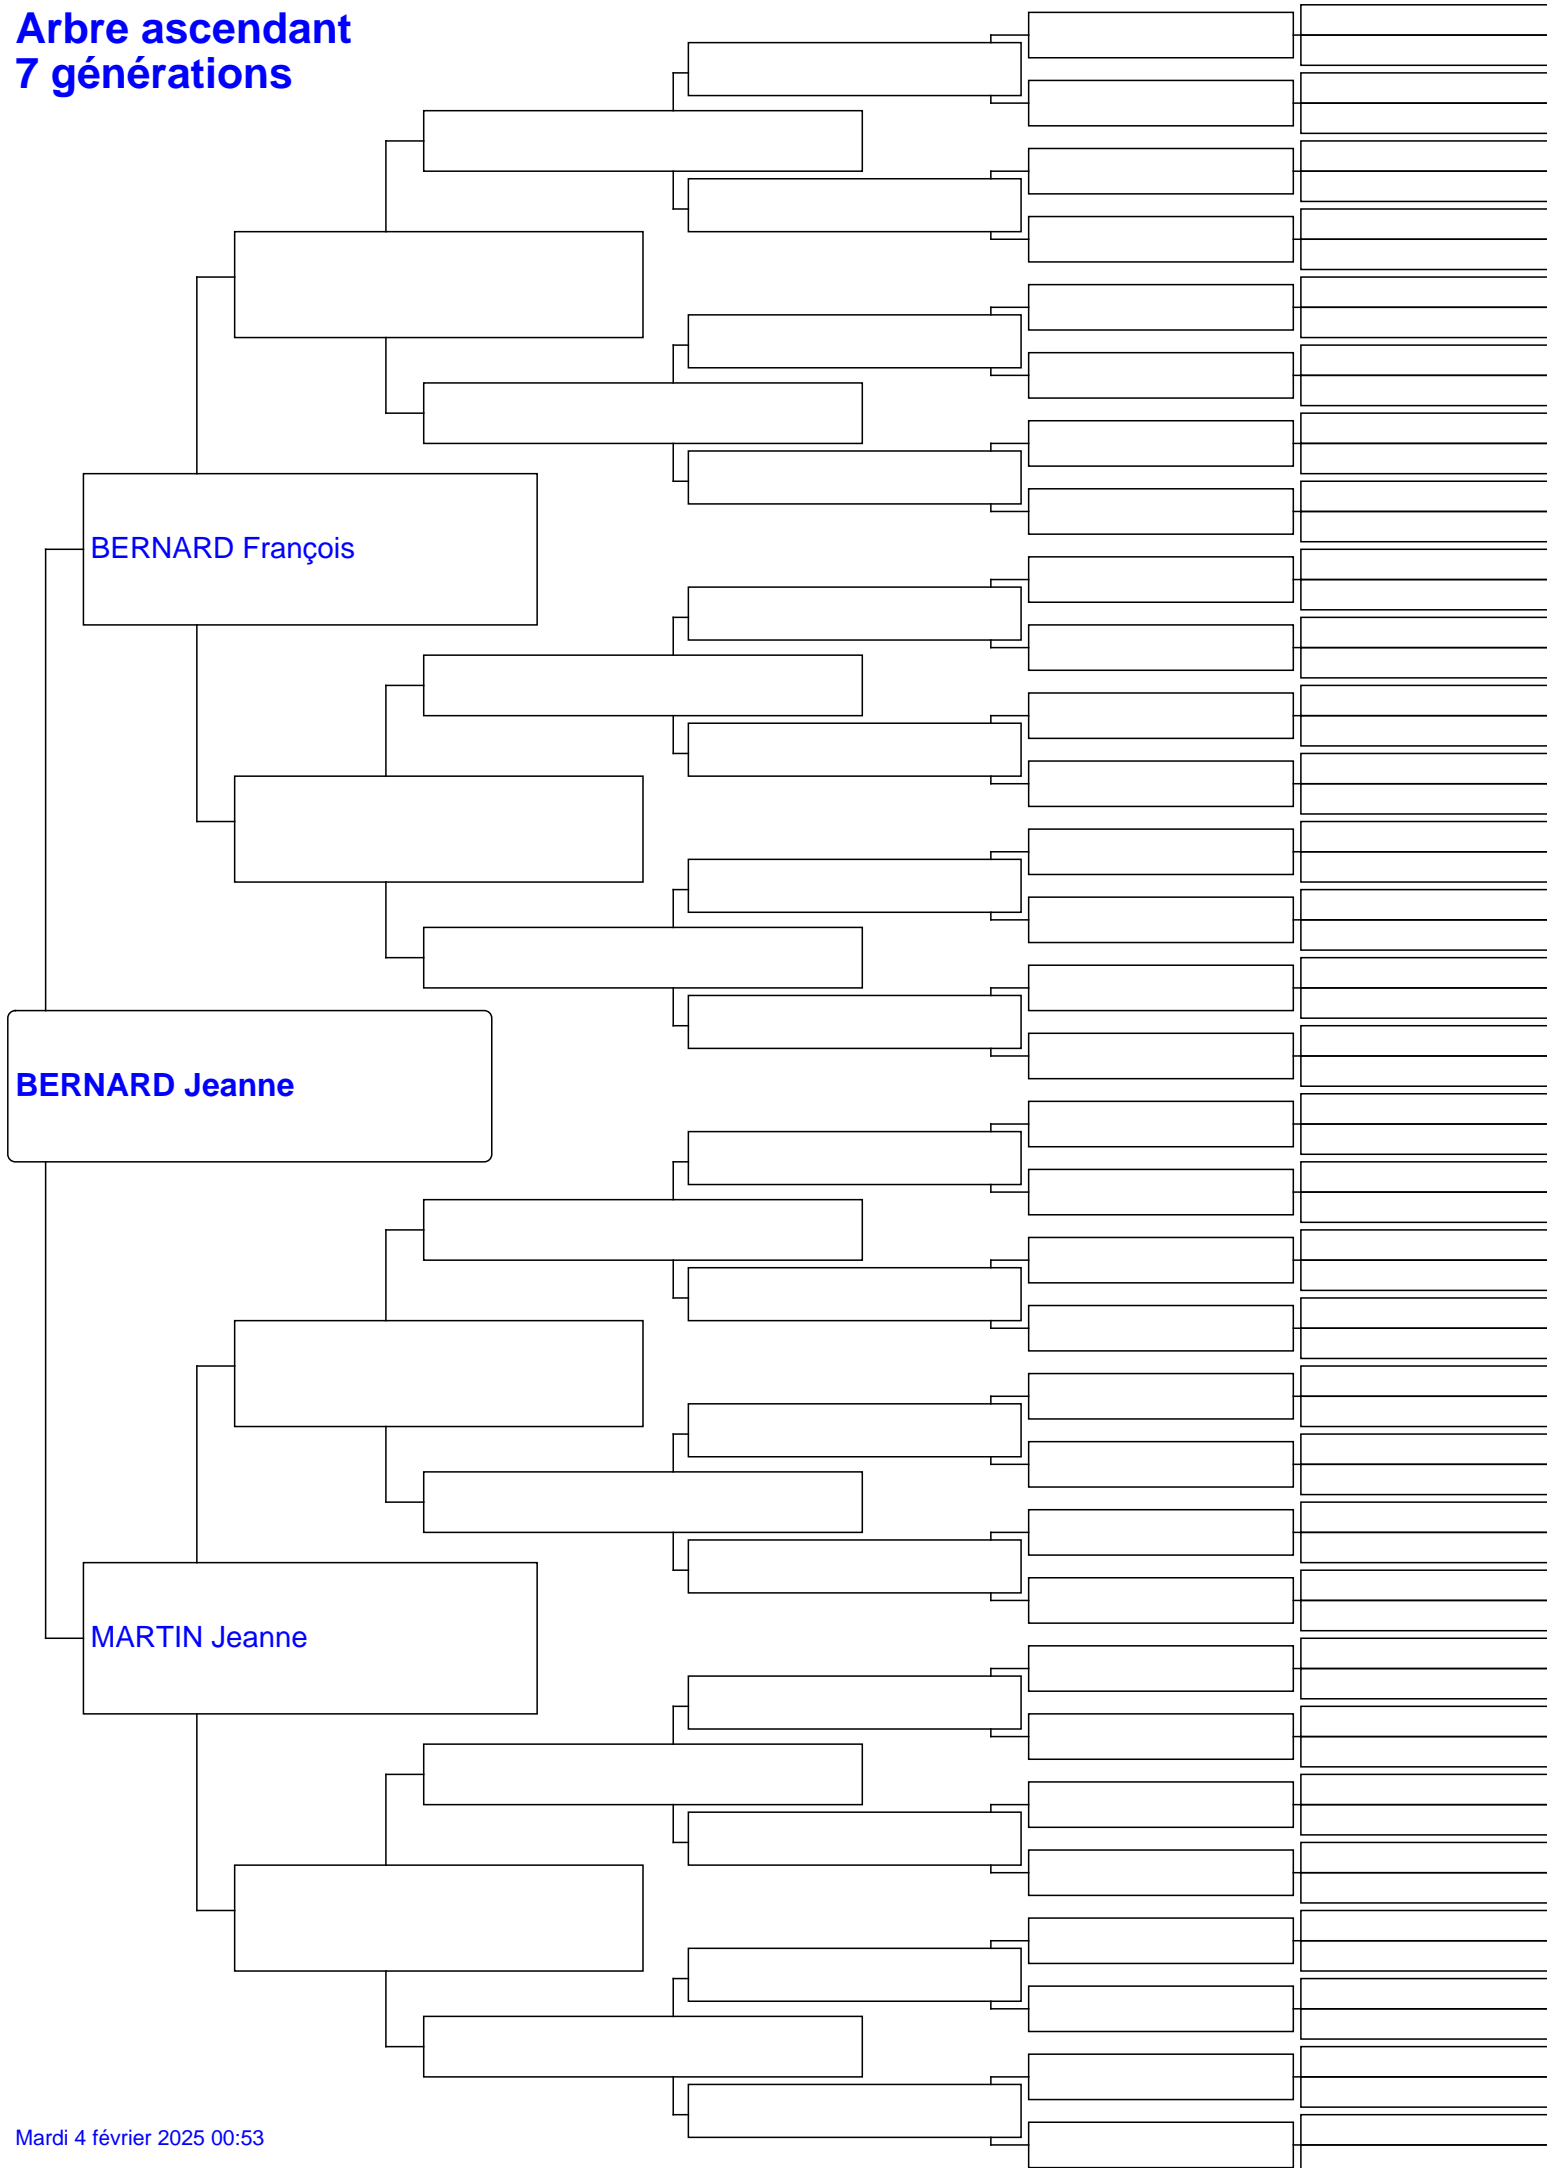 Arbre ascendant
7 générations
BERNARD François
BERNARD Jeanne
MARTIN Jeanne
Mardi 4 février 2025 00:53